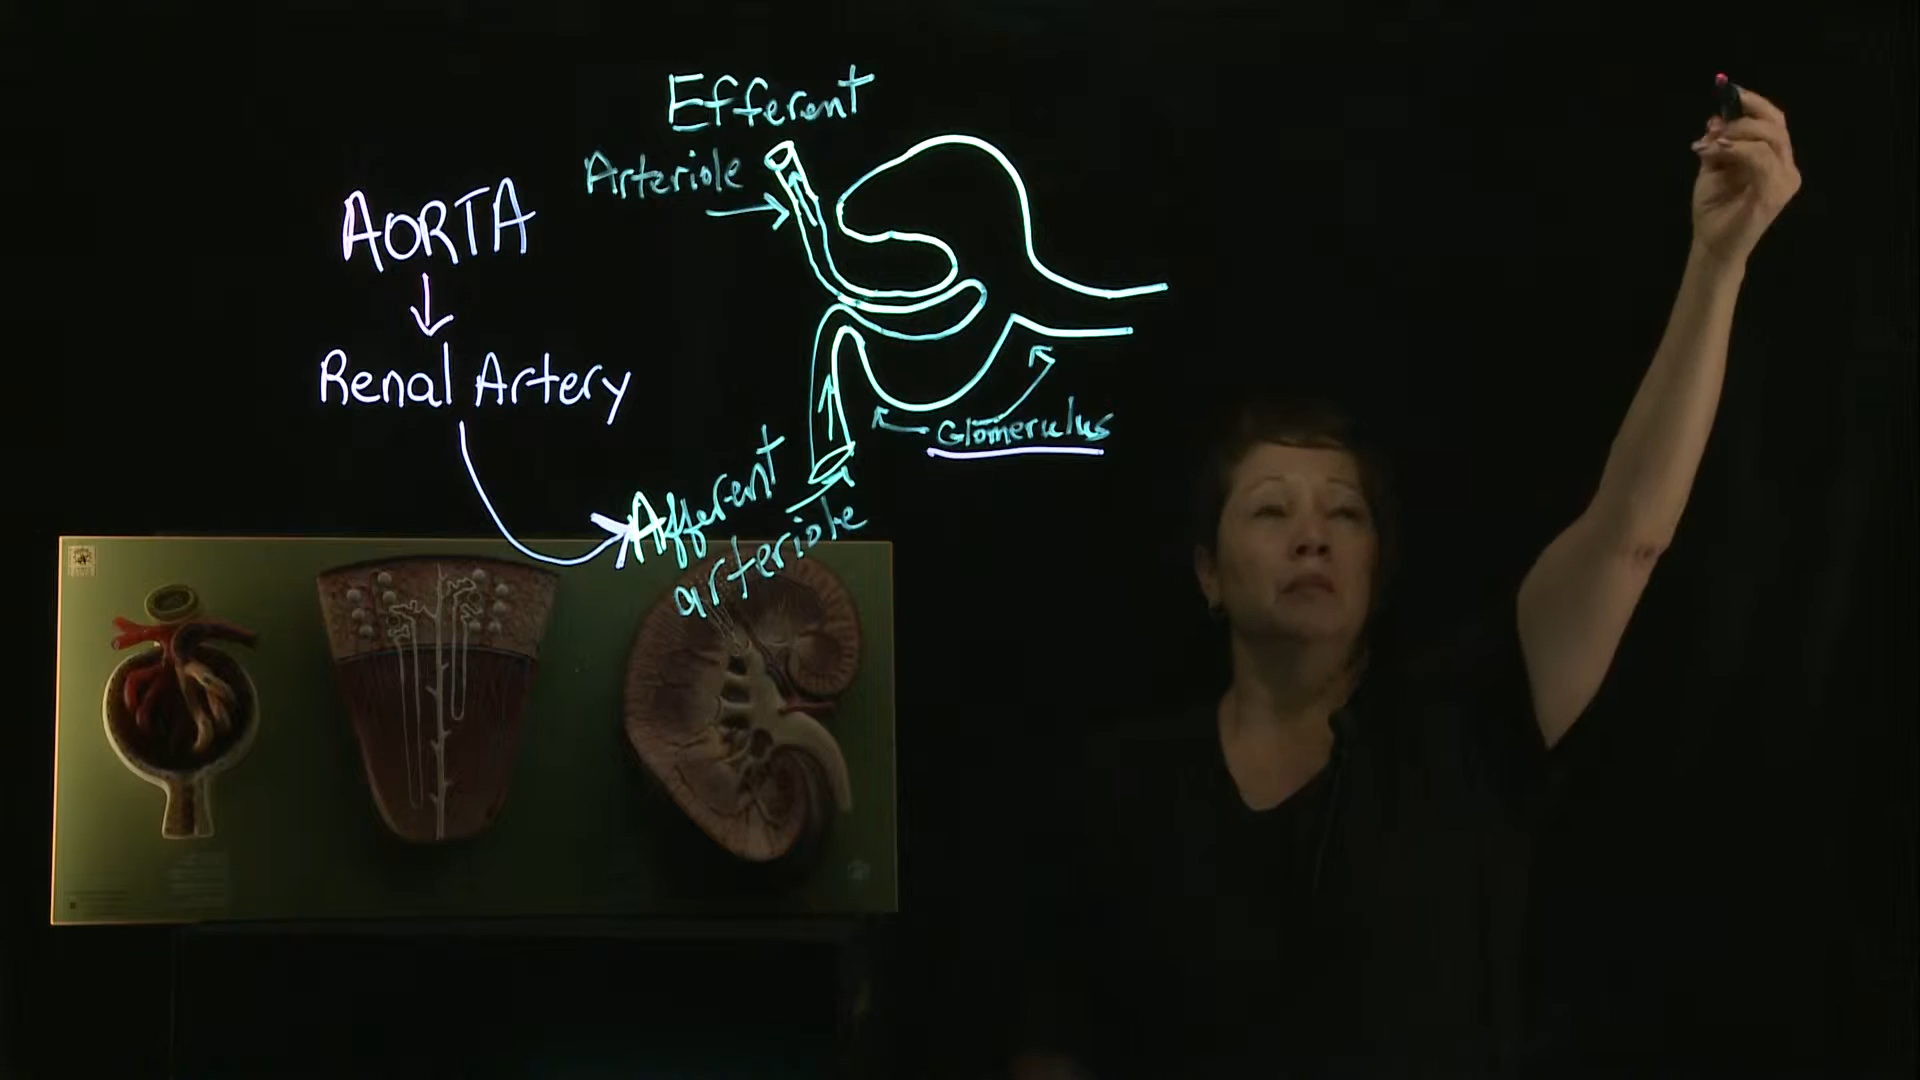 Efferent
Arteriole
AORTA
Renal Artery
Glomerulus
Afferent
arteriole